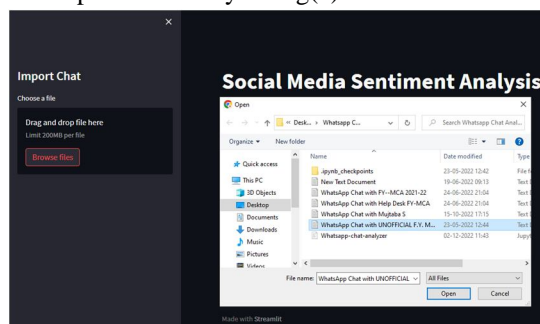 ×
Import Chat
Choose a file
Drag and drop file here
Limit 200MB per file
Browse files
Social Media Sentiment Analysis
Open
« Desk... › Whatsapp C...
Search Whatsapp Chat Anal...
Organize
New folder
Name
Date modified
Type
Quick access
This PC
3D Objects
Desktop
Documents
Downloads
Music
Pictures
Videos
.ipynb_checkpoints 23-05-2022 12:42 File f
New Text Document 19-06-2022 09:13 Text I
WhatsApp Chat with FY--MCA 2021-22 24-06-2022 21:04 Text I
WhatsApp Chat with Help Desk FY-MCA 24-06-2022 21:04 Text I
WhatsApp Chat with Mujtaba S 15-10-2022 17:15 Text I
WhatsApp Chat with UNOFFICIAL F.Y. M... 23-05-2022 12:44 Text I
Whatsapp-chat-analyzer 02-12-2022 11:43 Jupyt
File name: WhatsApp Chat with UNOFFICIAL
All Files
Open
Cancel
Made with Streamlit